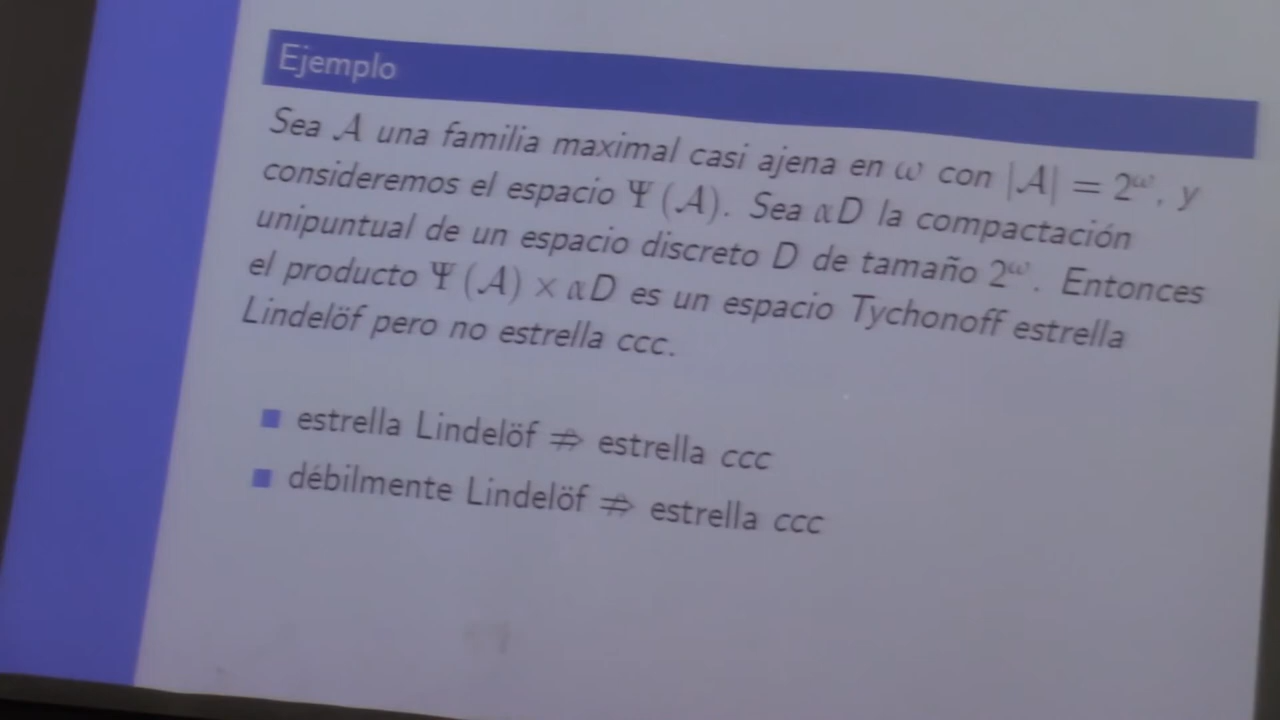 Ejemplo
Sea 𝒜 una familia maximal casi ajena en ω con |𝒜| = 2^ω, y
consideremos el espacio Ψ(𝒜). Sea αD la compactación
unipuntual de un espacio discreto D de tamaño 2^ω. Entonces
el producto Ψ(𝒜) × αD es un espacio Tychonoff estrella
Lindelöf pero no estrella ccc.
estrella Lindelöf ⇏ estrella ccc
débilmente Lindelöf ⇏ estrella ccc